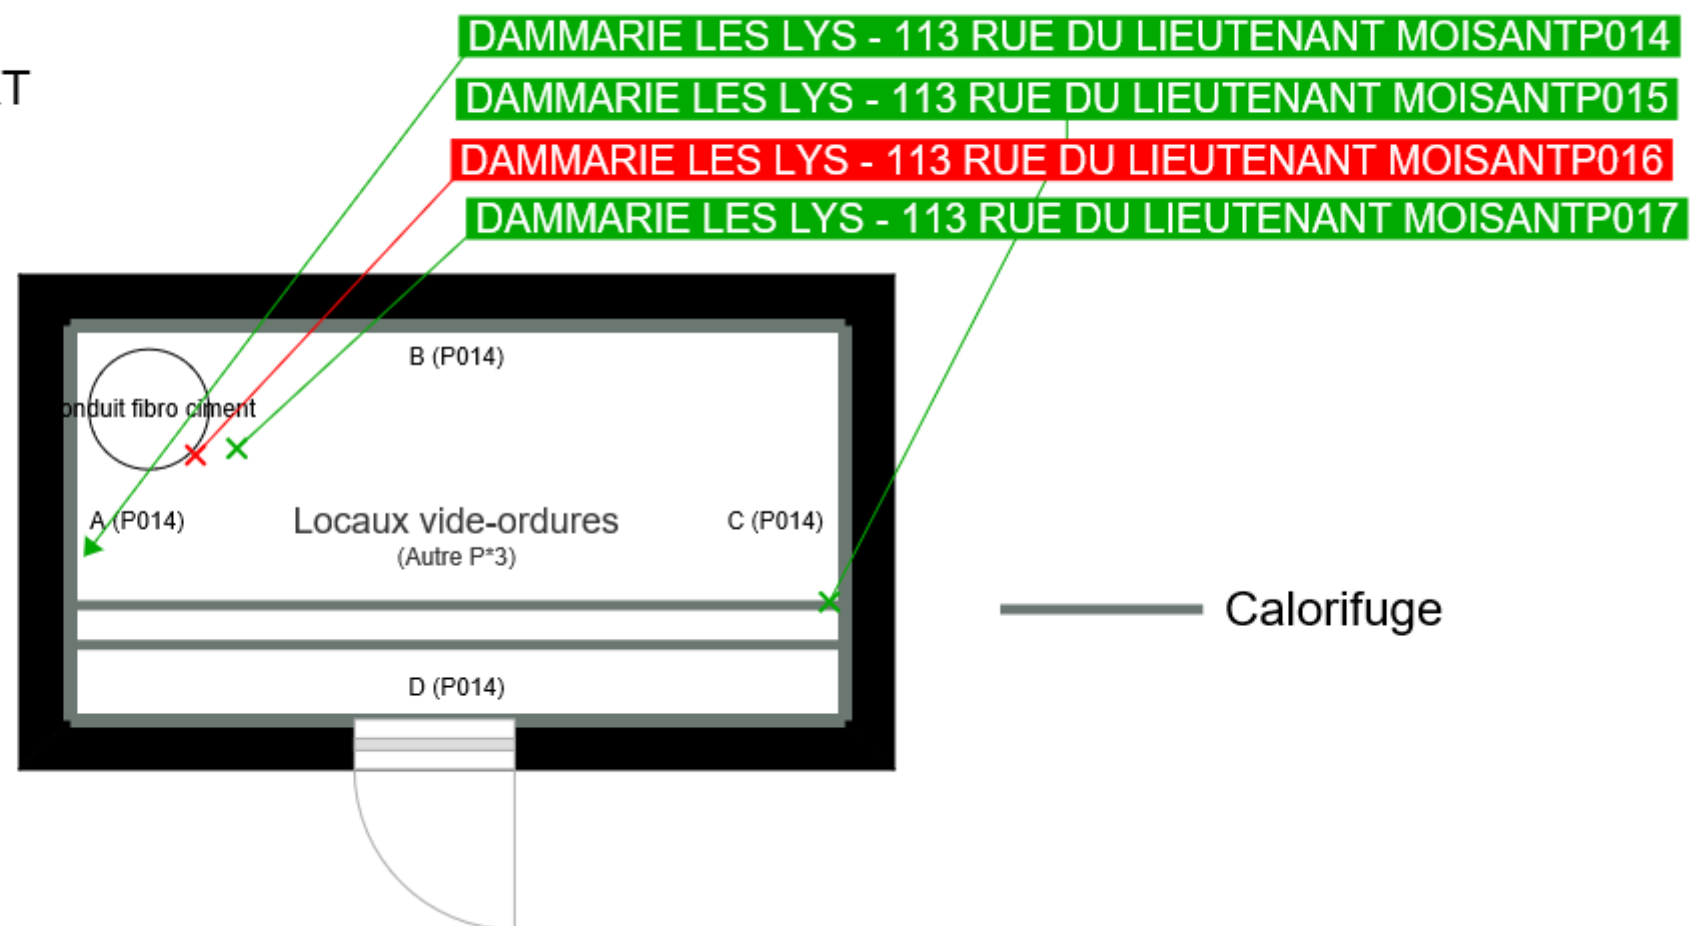 DAMMARIE LES LYS - 113 RUE DU LIEUTENANT MOISANTP014
DAMMARIE LES LYS - 113 RUE DU LIEUTENANT MOISANTP015
DAMMARIE LES LYS - 113 RUE DU LIEUTENANT MOISANTP016
DAMMARIE LES LYS - 113 RUE DU LIEUTENANT MOISANTP017
B (P014)
fibro ciment
A (P014)
Locaux vide-ordures
C (P014)
(Autre P*3)
Calorifuge
D (P014)